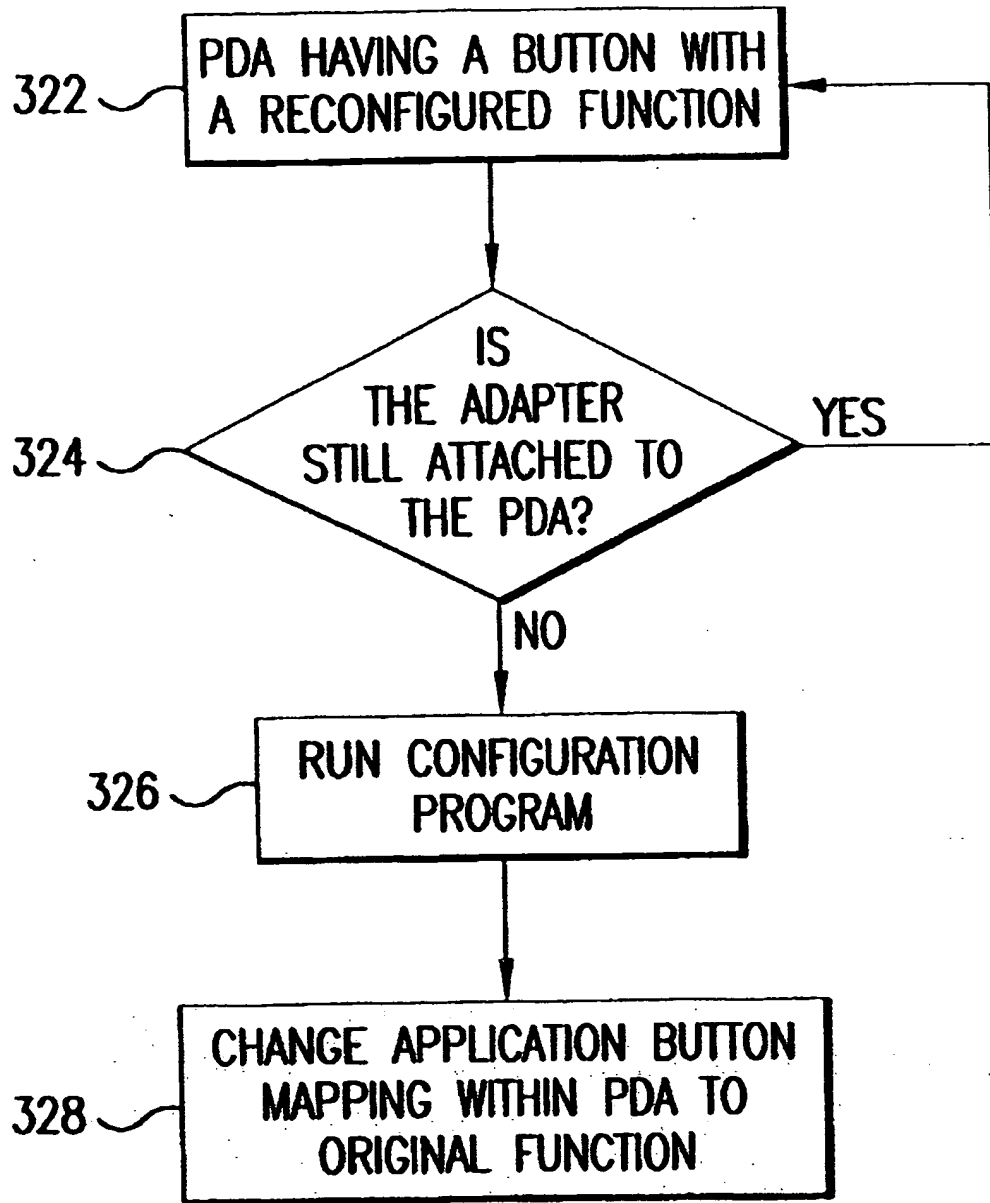 PDA HAVING A BUTTON WITH
A RECONFIGURED FUNCTION
322
IS
THE ADAPTER
STILL ATTACHED TO
THE PDA?
324
YES
NO
RUN CONFIGURATION
PROGRAM
326
CHANGE APPLICATION BUTTON
MAPPING WITHIN PDA TO
ORIGINAL FUNCTION
328